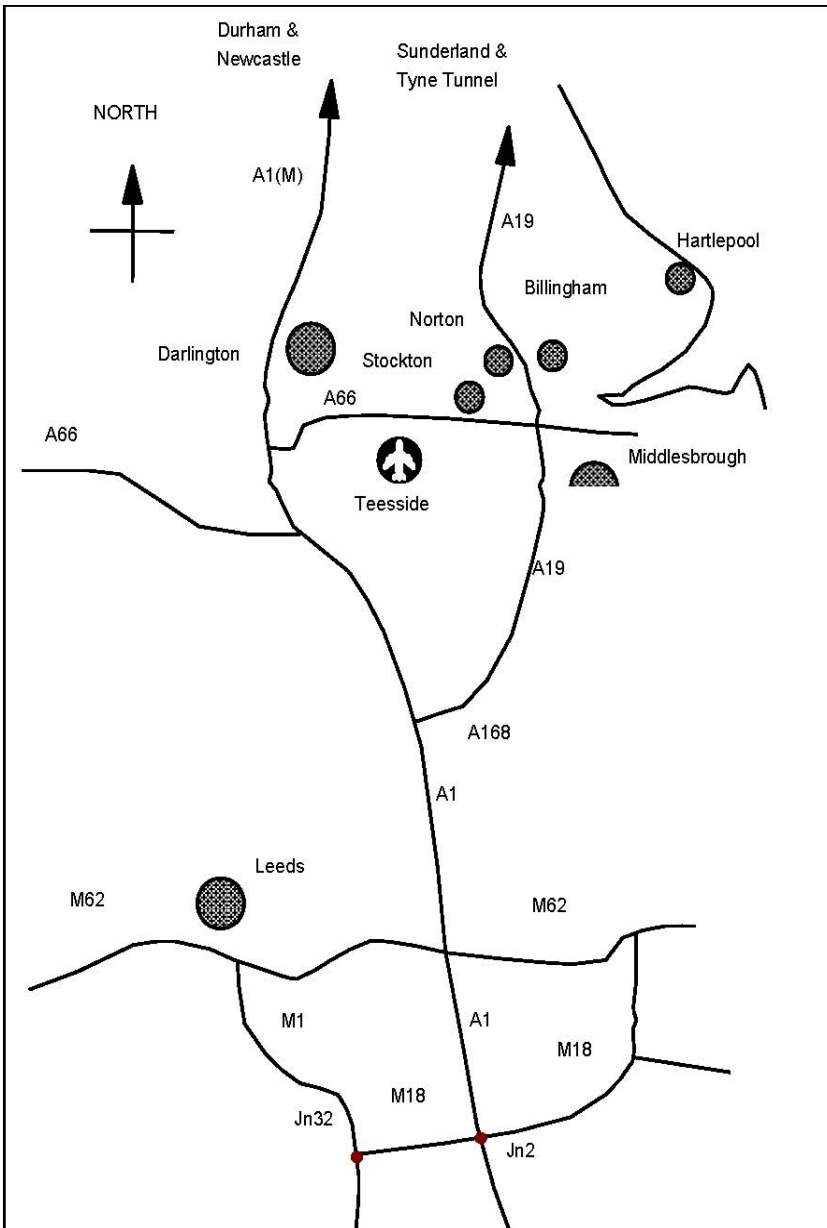 Durham &
Newcastle
Sunderland &
Tyne Tunnel
NORTH
A1(M)
A19
Hartlepool
Billingham
Norton
Darlington
Stockton
A66
A66
Middlesbrough
Teesside
A19
A168
A1
Leeds
M62
M62
M1
A1
M18
M18
Jn32
Jn2